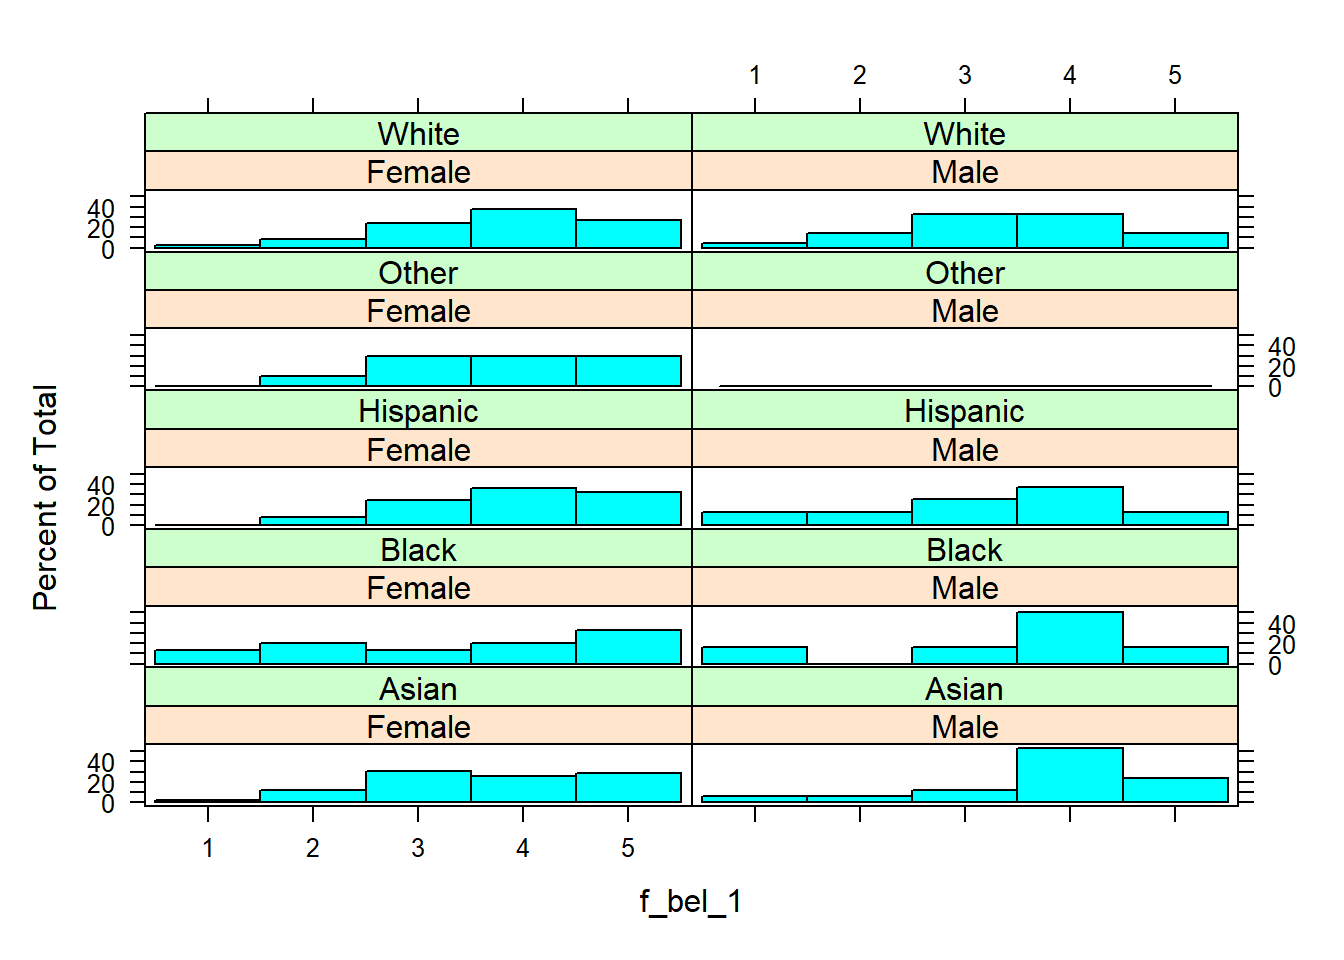 1 2 3 4 5
White White
Female Male
40
20
0
Other Other
Female Male
40
20
0
Hispanic Hispanic
Female Male
40
20
0
Black Black
Female Male
40
20
0
Asian Asian
Female Male
40
20
0
1 2 3 4 5
f_bel_1
Percent of Total